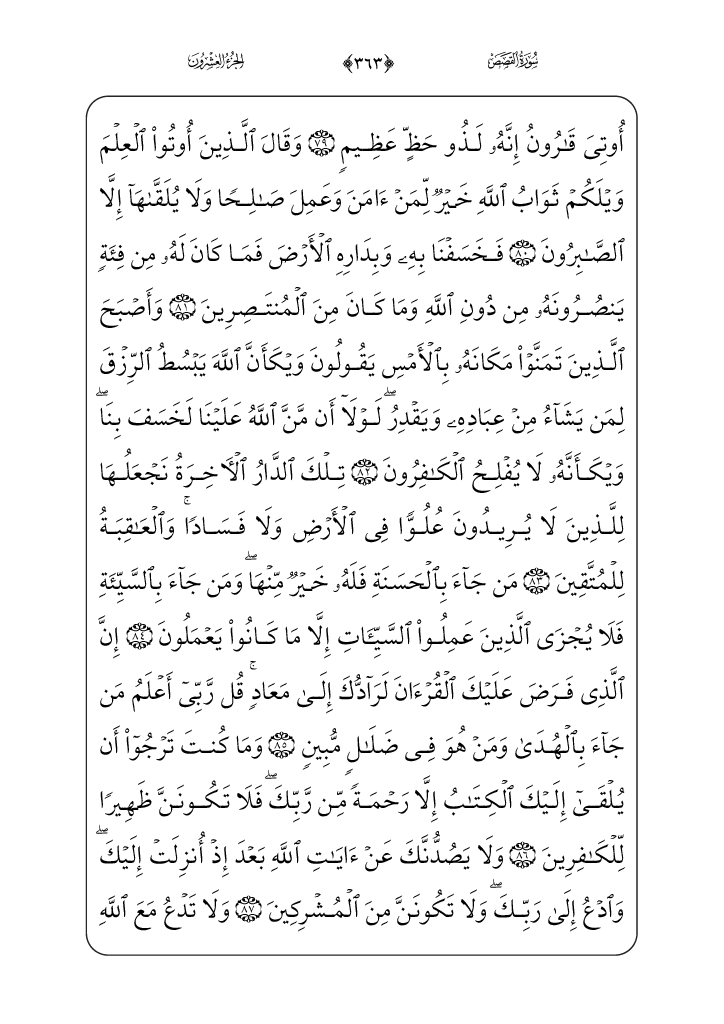 سُورَةُ القَصَصِ ﴿٣٦٣﴾ الجُزءُ العِشْرُونَ
أُوتِيَ قَٰرُونُ إِنَّهُۥ لَذُو حَظٍّ عَظِيمٖ ٧٩ وَقَالَ ٱلَّذِينَ أُوتُواْ ٱلۡعِلۡمَ
وَيۡلَكُمۡ ثَوَابُ ٱللَّهِ خَيۡرٞ لِّمَنۡ ءَامَنَ وَعَمِلَ صَٰلِحٗا وَلَا يُلَقَّىٰهَآ إِلَّا
ٱلصَّٰبِرُونَ ٨٠ فَخَسَفۡنَا بِهِۦ وَبِدَارِهِ ٱلۡأَرۡضَ فَمَا كَانَ لَهُۥ مِن فِئَةٖ
يَنصُرُونَهُۥ مِن دُونِ ٱللَّهِ وَمَا كَانَ مِنَ ٱلۡمُنتَصِرِينَ ٨١ وَأَصۡبَحَ
ٱلَّذِينَ تَمَنَّوۡاْ مَكَانَهُۥ بِٱلۡأَمۡسِ يَقُولُونَ وَيۡكَأَنَّ ٱللَّهَ يَبۡسُطُ ٱلرِّزۡقَ
لِمَن يَشَآءُ مِنۡ عِبَادِهِۦ وَيَقۡدِرُۖ لَوۡلَآ أَن مَّنَّ ٱللَّهُ عَلَيۡنَا لَخَسَفَ بِنَاۖ
وَيۡكَأَنَّهُۥ لَا يُفۡلِحُ ٱلۡكَٰفِرُونَ ٨٢ تِلۡكَ ٱلدَّارُ ٱلۡأٓخِرَةُ نَجۡعَلُهَا
لِلَّذِينَ لَا يُرِيدُونَ عُلُوّٗا فِي ٱلۡأَرۡضِ وَلَا فَسَادٗاۚ وَٱلۡعَٰقِبَةُ
لِلۡمُتَّقِينَ ٨٣ مَن جَآءَ بِٱلۡحَسَنَةِ فَلَهُۥ خَيۡرٞ مِّنۡهَاۖ وَمَن جَآءَ بِٱلسَّيِّئَةِ
فَلَا يُجۡزَى ٱلَّذِينَ عَمِلُواْ ٱلسَّيِّـَٔاتِ إِلَّا مَا كَانُواْ يَعۡمَلُونَ ٨٤ إِنَّ
ٱلَّذِي فَرَضَ عَلَيۡكَ ٱلۡقُرۡءَانَ لَرَآدُّكَ إِلَىٰ مَعَادٖۚ قُل رَّبِّيٓ أَعۡلَمُ مَن
جَآءَ بِٱلۡهُدَىٰ وَمَنۡ هُوَ فِي ضَلَٰلٖ مُّبِينٖ ٨٥ وَمَا كُنتَ تَرۡجُوٓاْ أَن
يُلۡقَىٰٓ إِلَيۡكَ ٱلۡكِتَٰبُ إِلَّا رَحۡمَةٗ مِّن رَّبِّكَۖ فَلَا تَكُونَنَّ ظَهِيرٗا
لِّلۡكَٰفِرِينَ ٨٦ وَلَا يَصُدُّنَّكَ عَنۡ ءَايَٰتِ ٱللَّهِ بَعۡدَ إِذۡ أُنزِلَتۡ إِلَيۡكَۖ
وَٱدۡعُ إِلَىٰ رَبِّكَۖ وَلَا تَكُونَنَّ مِنَ ٱلۡمُشۡرِكِينَ ٨٧ وَلَا تَدۡعُ مَعَ ٱللَّهِ